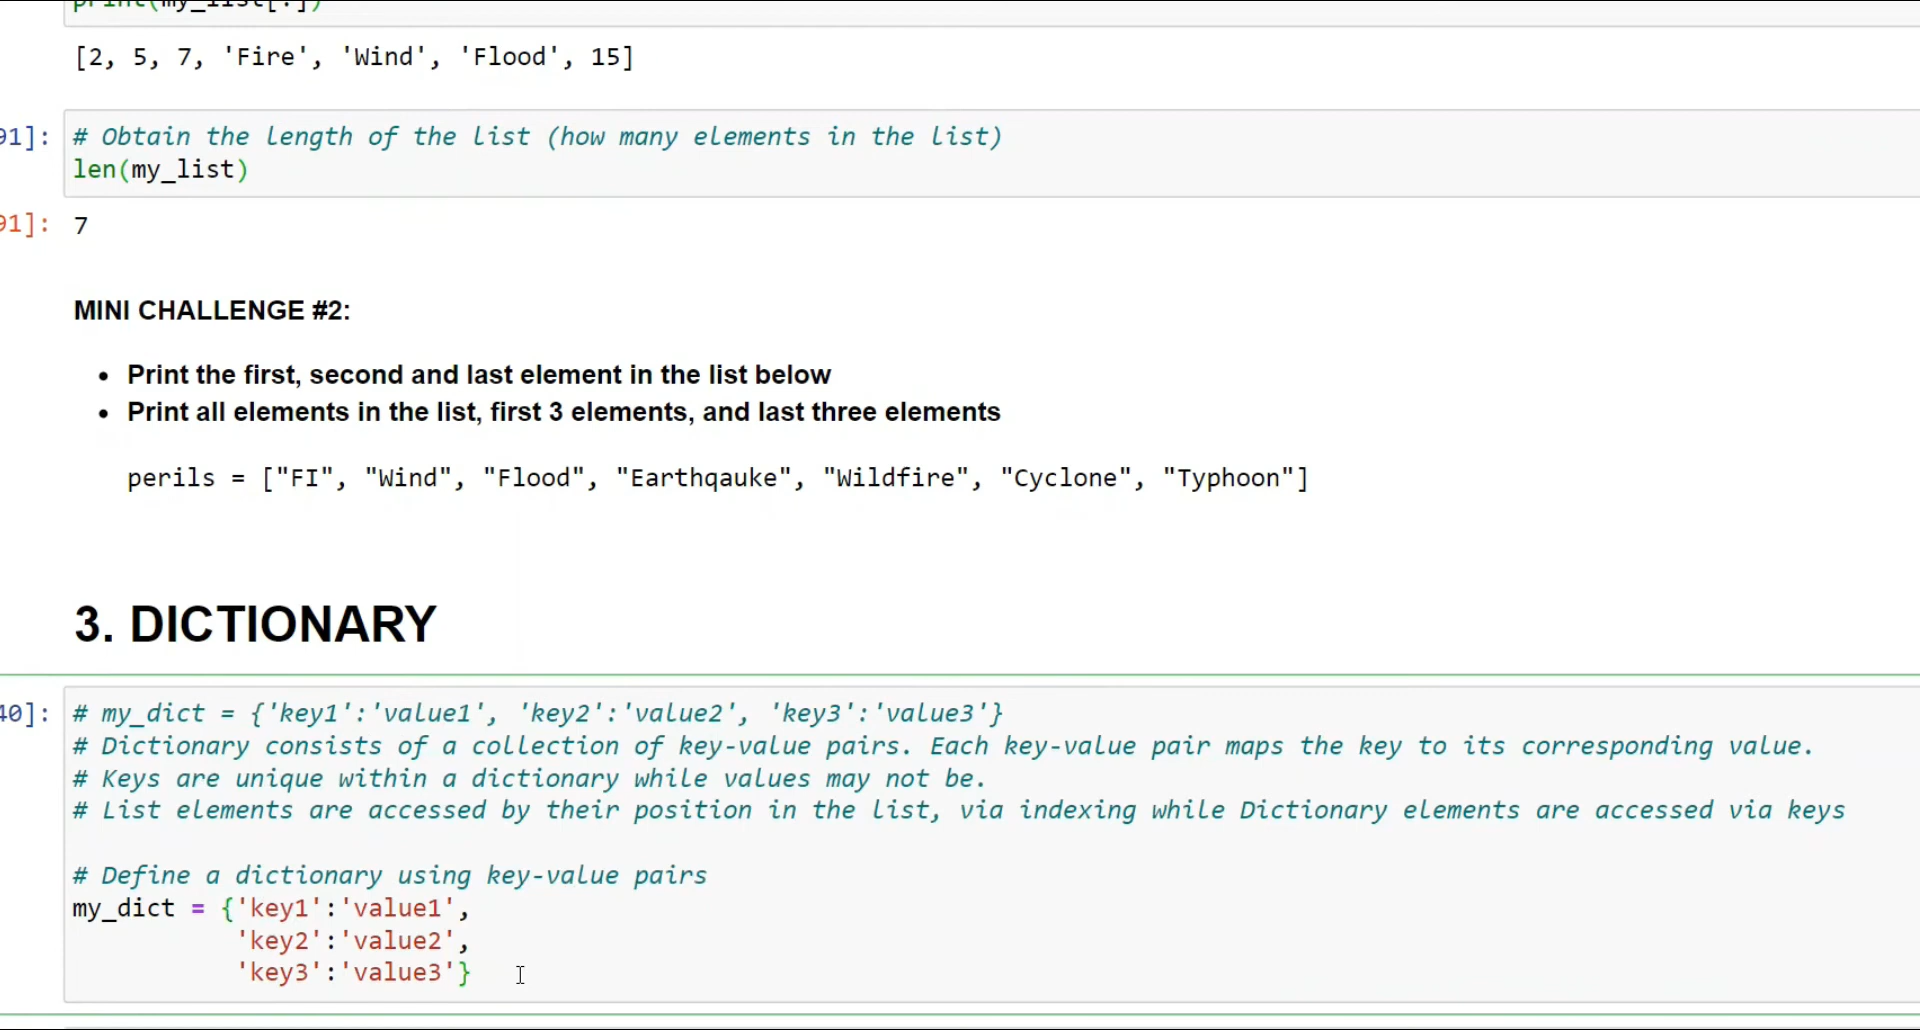 print(my_list[:])
[2, 5, 7, 'Fire', 'Wind', 'Flood', 15]
91]: # Obtain the length of the list (how many elements in the list)
len(my_list)
91]: 7
MINI CHALLENGE #2:
• Print the first, second and last element in the list below
• Print all elements in the list, first 3 elements, and last three elements
perils = ["FI", "Wind", "Flood", "Earthqauke", "Wildfire", "Cyclone", "Typhoon"]
3. DICTIONARY
40]: # my_dict = {'key1':'value1', 'key2':'value2', 'key3':'value3'}
# Dictionary consists of a collection of key-value pairs. Each key-value pair maps the key to its corresponding value.
# Keys are unique within a dictionary while values may not be.
# List elements are accessed by their position in the list, via indexing while Dictionary elements are accessed via keys
# Define a dictionary using key-value pairs
my_dict = {'key1':'value1',
'key2':'value2',
'key3':'value3'}